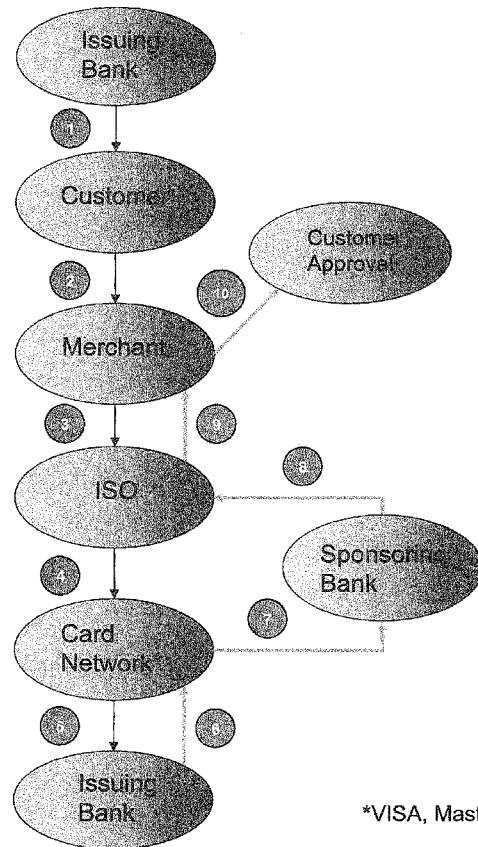 Issuing
Bank
1
Customer
2
Customer
Approval
10
Merchant
3
9
8
ISO
4
Sponsoring
Bank
7
Card
Network*
5
6
Issuing
Bank
*VISA, Mast